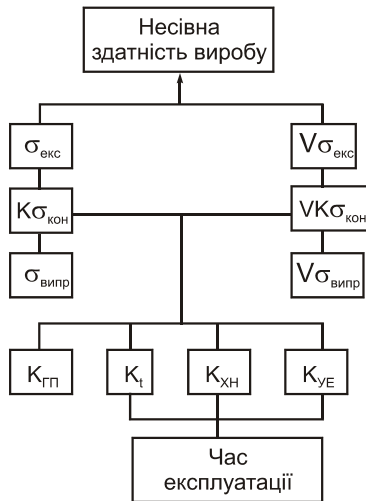 Несівна
здатність виробу
σекс
Vσекс
Kσкон
VKσкон
σвипр
Vσвипр
KГП
Kt
KХН
KУЕ
Час
експлуатації